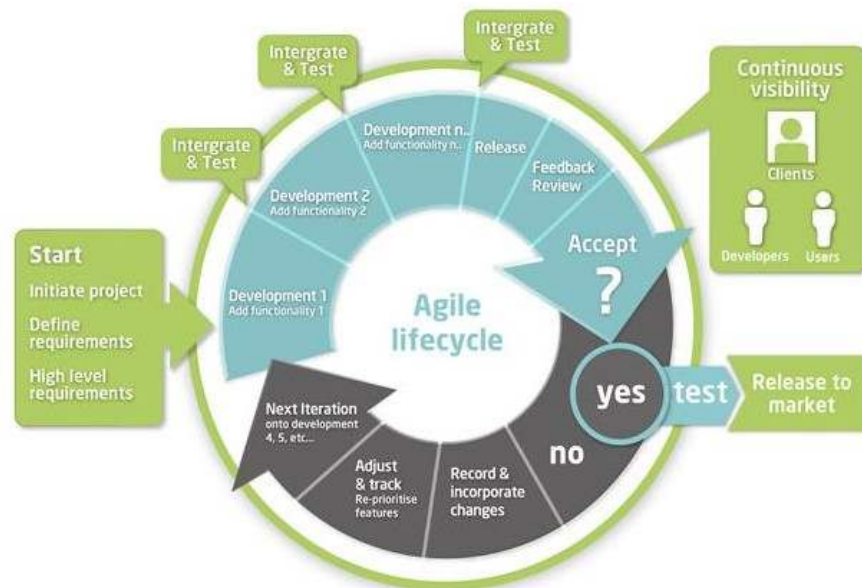 Start
Initiate project
Define
requirements
High level
requirements
Intergrate
& Test
Intergrate
& Test
Intergrate
& Test
Development 1
Add functionality 1
Development 2
Add functionality 2
Development n..
Add functionality n..
Release
Feedback
Review
Accept
?
Continuous
visibility
Clients
Developers
Users
Agile
lifecycle
yes
test
Release to
market
no
Record &
incorporate
changes
Adjust
& track
Re-prioritise
features
Next Iteration
onto development
4, 5, etc...